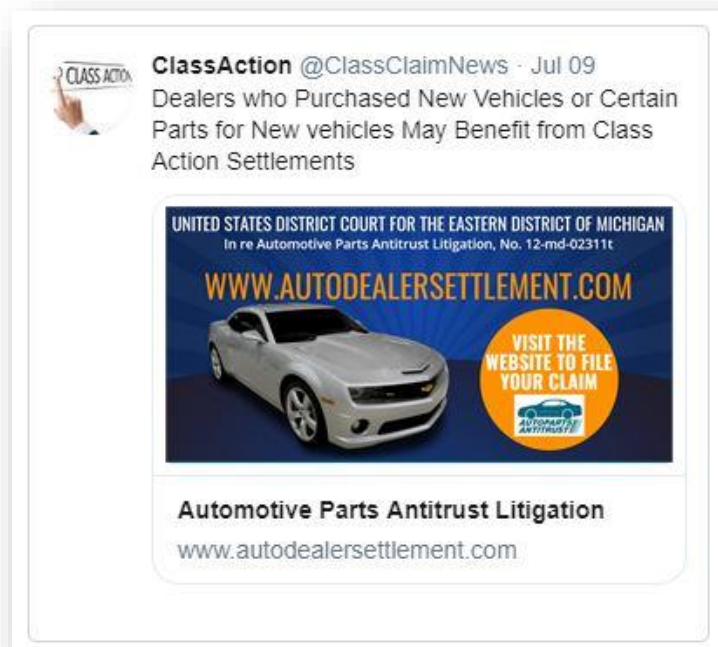 CLASS ACTION
ClassAction @ClassClaimNews · Jul 09
Dealers who Purchased New Vehicles or Certain
Parts for New vehicles May Benefit from Class
Action Settlements
UNITED STATES DISTRICT COURT FOR THE EASTERN DISTRICT OF MICHIGAN
In re Automotive Parts Antitrust Litigation, No. 12-md-02311t
WWW.AUTODEALERSETTLEMENT.COM
VISIT THE
WEBSITE TO FILE
YOUR CLAIM
AUTOPARTS
ANTITRUST
Automotive Parts Antitrust Litigation
www.autodealersettlement.com